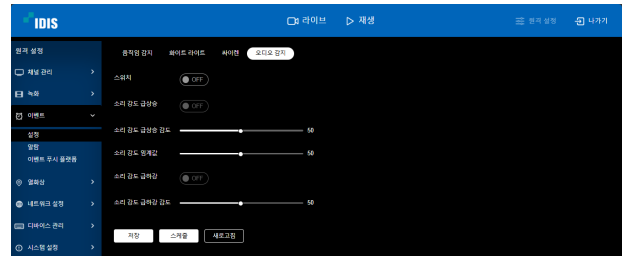 IDIS
라이브
재생
원격 설정
나가기
원격 설정
채널 관리
녹화
이벤트
설정
알람
이벤트 푸시 플랫폼
열화상
네트워크 설정
디바이스 관리
시스템 설정
움직임 감지
화이트 라이트
싸이렌
오디오 감지
스위치
OFF
소리 강도 급상승
OFF
소리 강도 급상승 감도
50
소리 강도 임계값
50
소리 강도 급하강
OFF
소리 강도 급하강 감도
50
저장
스케줄
새로고침